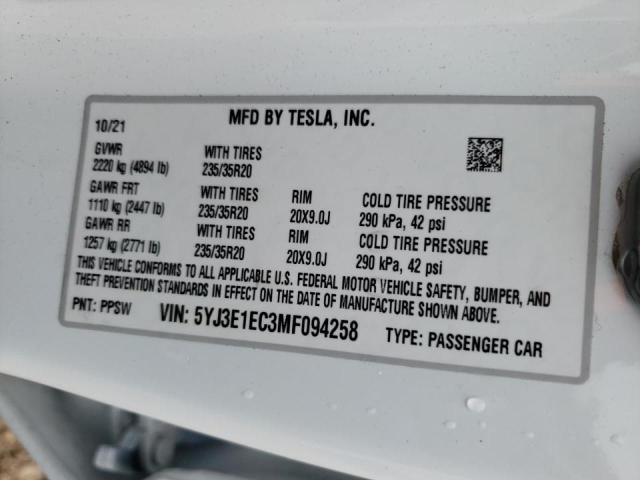 MFD BY TESLA, INC.
10/21
GVWR WITH TIRES
2220 kg (4894 lb) 235/35R20
GAWR FRT WITH TIRES RIM COLD TIRE PRESSURE
1110 kg (2447 lb) 235/35R20 20X9.0J 290 kPa, 42 psi
GAWR RR WITH TIRES RIM COLD TIRE PRESSURE
1257 kg (2771 lb) 235/35R20 20X9.0J 290 kPa, 42 psi
THIS VEHICLE CONFORMS TO ALL APPLICABLE U.S. FEDERAL MOTOR VEHICLE SAFETY, BUMPER, AND
THEFT PREVENTION STANDARDS IN EFFECT ON THE DATE OF MANUFACTURE SHOWN ABOVE.
PNT: PPSW VIN: 5YJ3E1EC3MF094258 TYPE: PASSENGER CAR